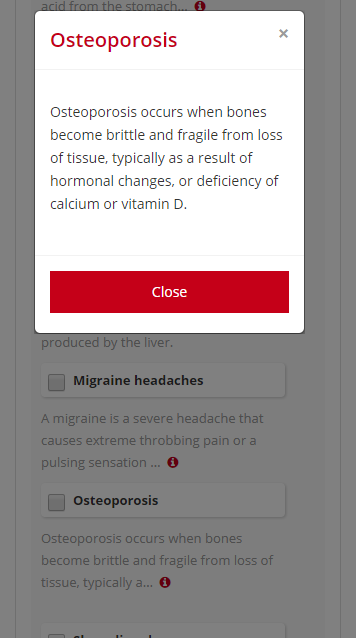 acid from the stomach...
Osteoporosis
×
Osteoporosis occurs when bones
become brittle and fragile from loss
of tissue, typically as a result of
hormonal changes, or deficiency of
calcium or vitamin D.
Close
produced by the liver.
Migraine headaches
A migraine is a severe headache that
causes extreme throbbing pain or a
pulsing sensation ...
Osteoporosis
Osteoporosis occurs when bones
become brittle and fragile from loss of
tissue, typically a...